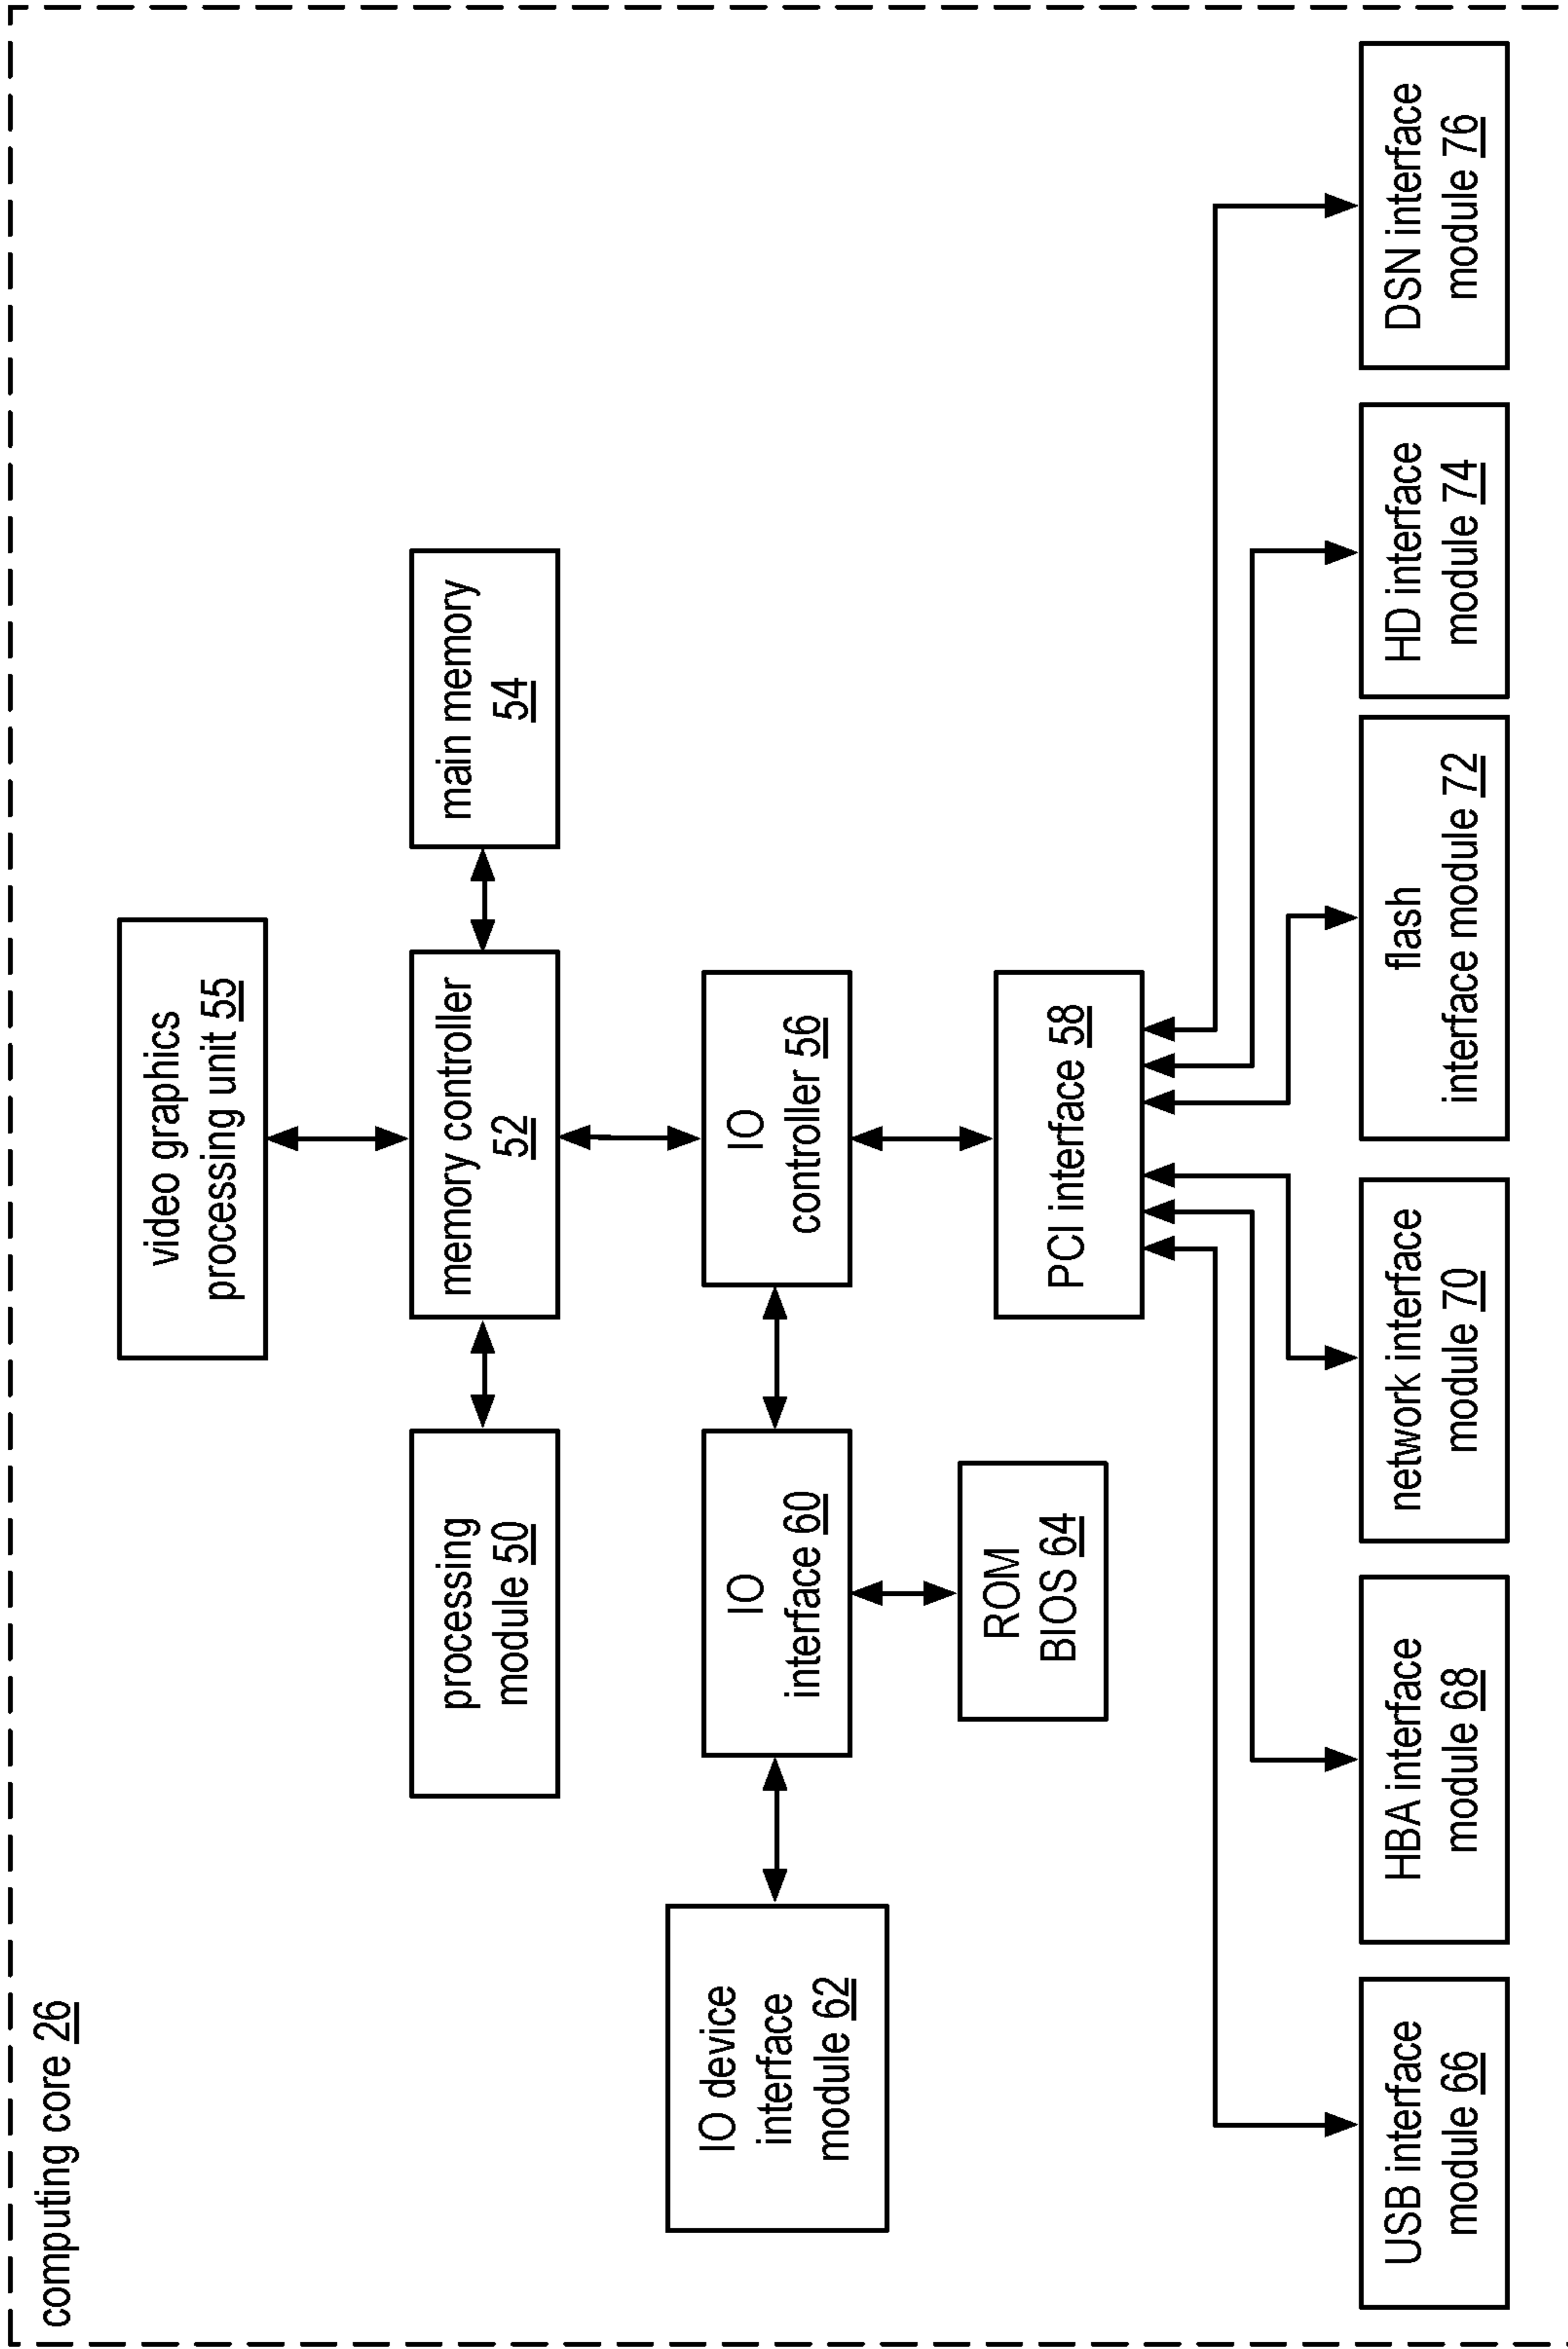 computing core 26
video graphics
processing unit 55
processing
module 50
memory controller
52
main memory
54
IO device
interface
module 62
IO
interface 60
IO
controller 56
ROM
BIOS 64
PCI interface 58
USB interface
module 66
HBA interface
module 68
network interface
module 70
flash
interface module 72
HD interface
module 74
DSN interface
module 76